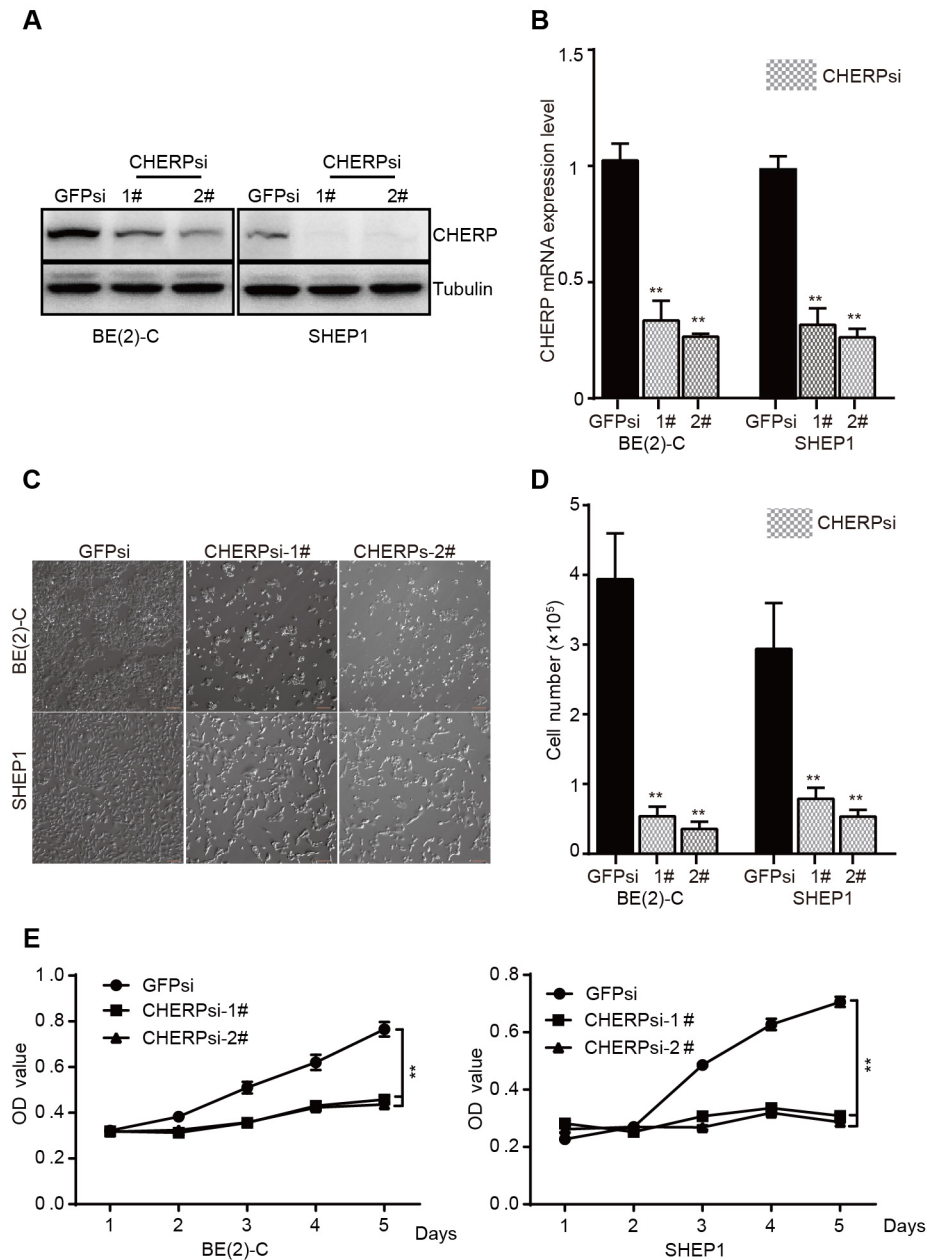 A
CHERPsi CHERPsi
GFPsi 1# 2# GFPsi 1# 2#
CHERP
Tubulin
BE(2)-C SHEP1
B
CHERP mRNA expression level
1.5
1
0.5
0
CHERPsi
** ** ** **
GFPsi 1# 2# GFPsi 1# 2#
BE(2)-C SHEP1
C
GFPsi CHERPsi-1# CHERPs-2#
BE(2)-C
SHEP1
D
Cell number (×10⁵)
5
4
3
2
1
0
CHERPsi
** ** ** **
GFPsi 1# 2# GFPsi 1# 2#
BE(2)-C SHEP1
E
OD value
1.0
0.8
0.6
0.4
0.2
0.0
GFPsi
CHERPsi-1#
CHERPsi-2#
**
1 2 3 4 5 Days
BE(2)-C
OD value
0.8
0.6
0.4
0.2
0.0
GFPsi
CHERPsi-1#
CHERPsi-2#
**
1 2 3 4 5 Days
SHEP1